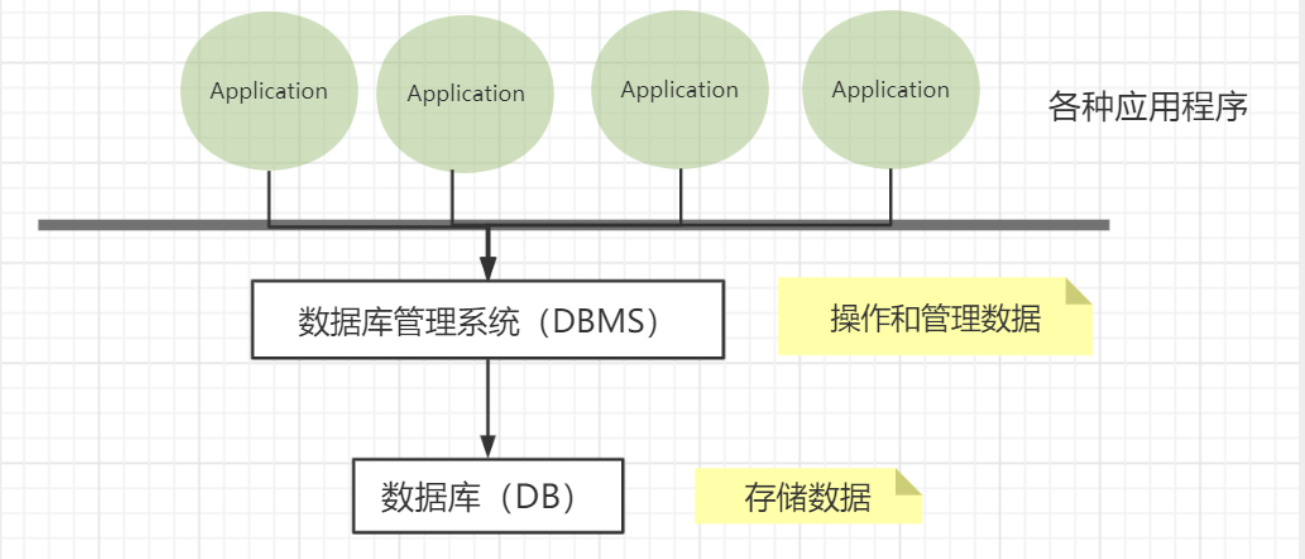 Application
Application
Application
Application
各种应用程序
数据库管理系统（DBMS）
操作和管理数据
数据库（DB）
存储数据